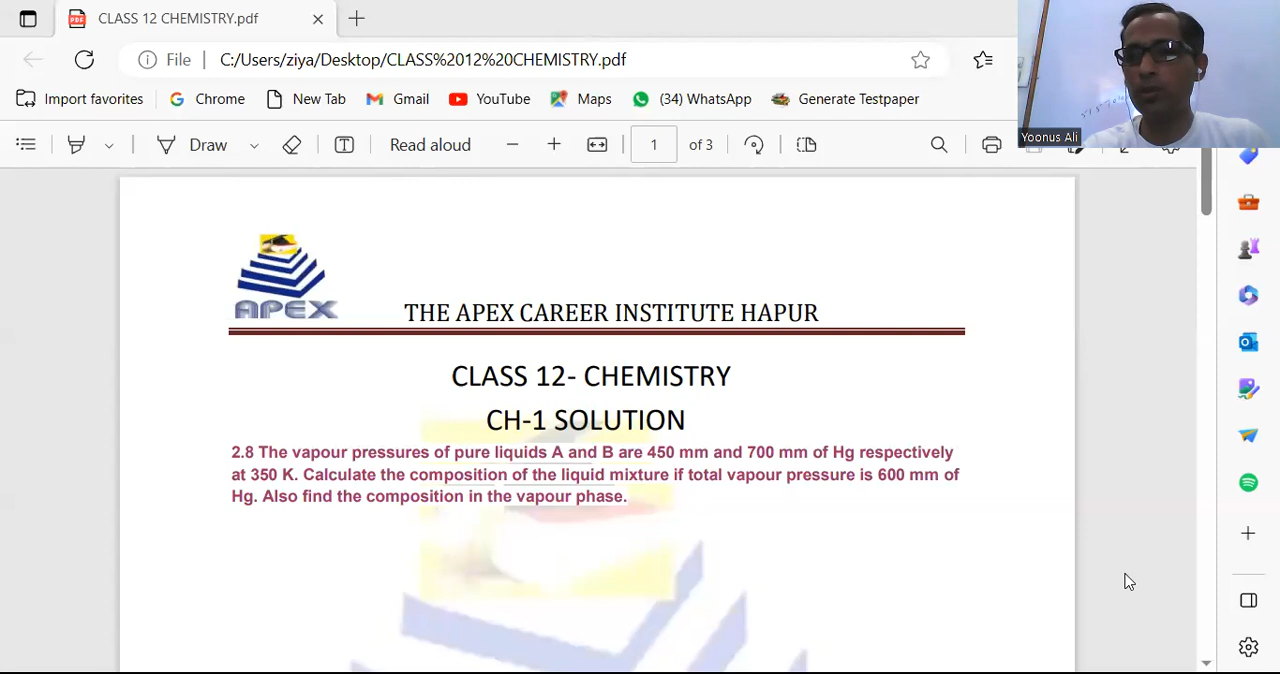 CLASS 12 CHEMISTRY.pdf
File
C:/Users/ziya/Desktop/CLASS%2012%20CHEMISTRY.pdf
Import favorites
Chrome
New Tab
Gmail
YouTube
Maps
(34) WhatsApp
Generate Testpaper
Yoonus Ali
Draw
Read aloud
1
of 3
APEX
THE APEX CAREER INSTITUTE HAPUR
CLASS 12- CHEMISTRY
CH-1 SOLUTION
2.8 The vapour pressures of pure liquids A and B are 450 mm and 700 mm of Hg respectively
at 350 K. Calculate the composition of the liquid mixture if total vapour pressure is 600 mm of
Hg. Also find the composition in the vapour phase.